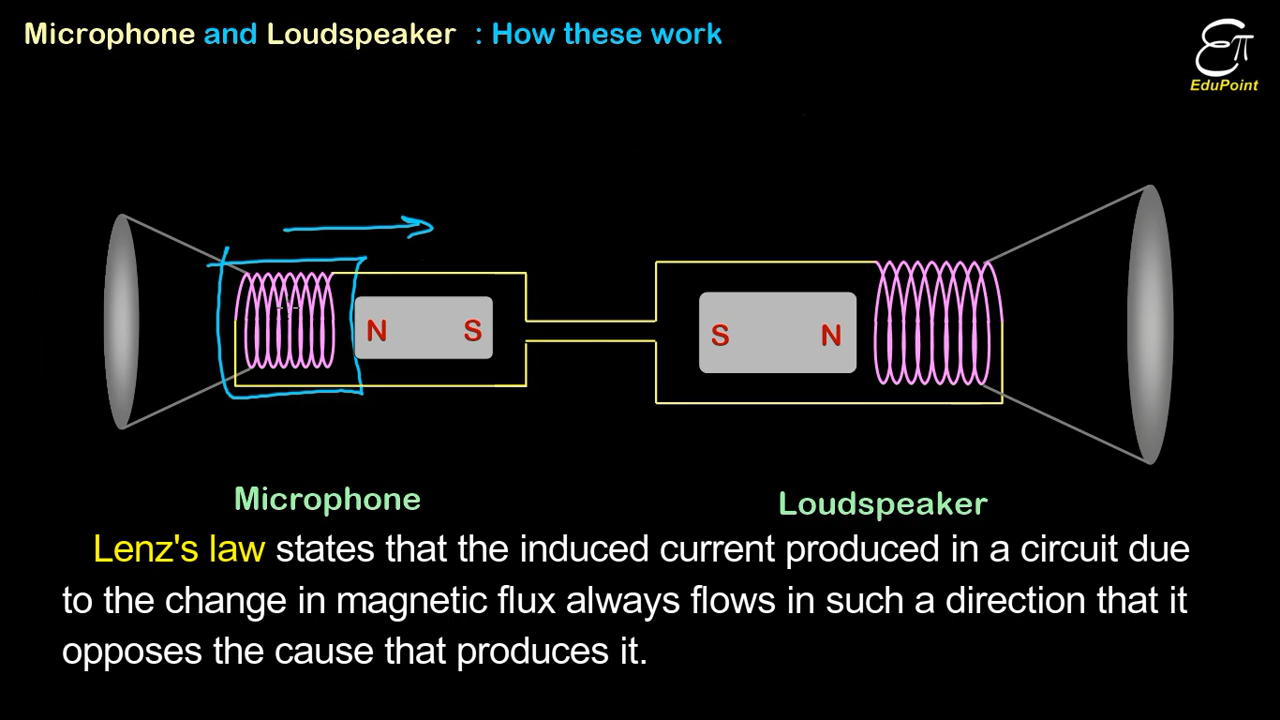 Microphone and Loudspeaker : How these work
επ
EduPoint
N S
S N
Microphone
Loudspeaker
Lenz's law states that the induced current produced in a circuit due
to the change in magnetic flux always flows in such a direction that it
opposes the cause that produces it.